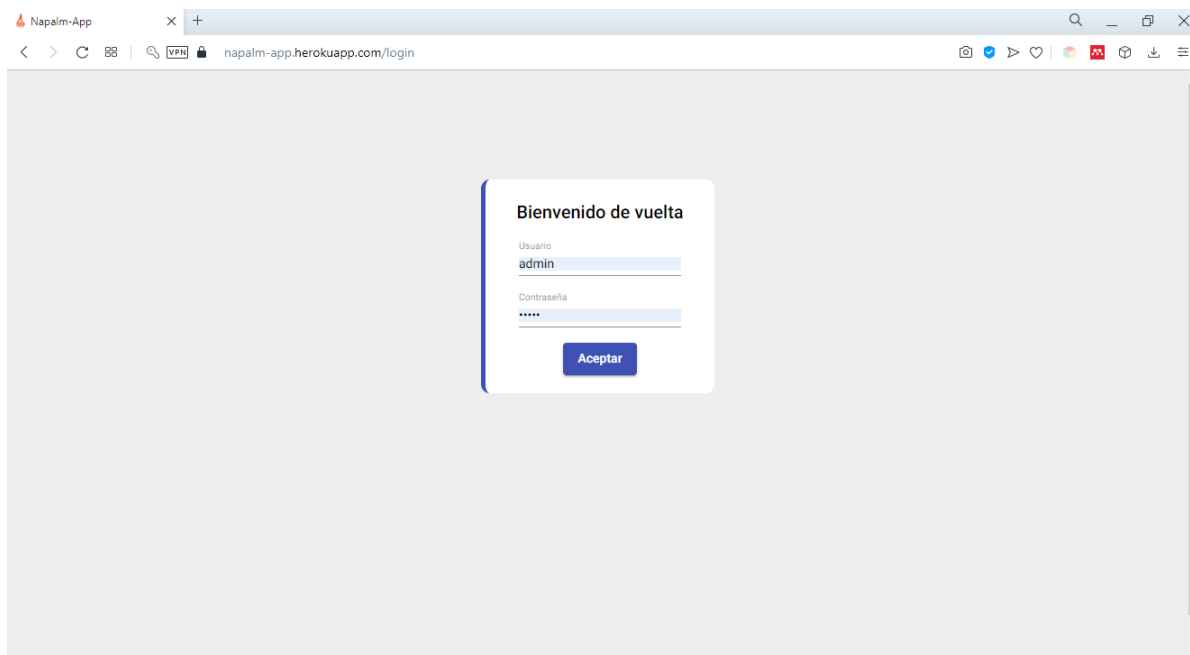 Napalm-App
VPN
napalm-app.herokuapp.com/login
Bienvenido de vuelta
Usuario
admin
Contraseña
•••••
Aceptar